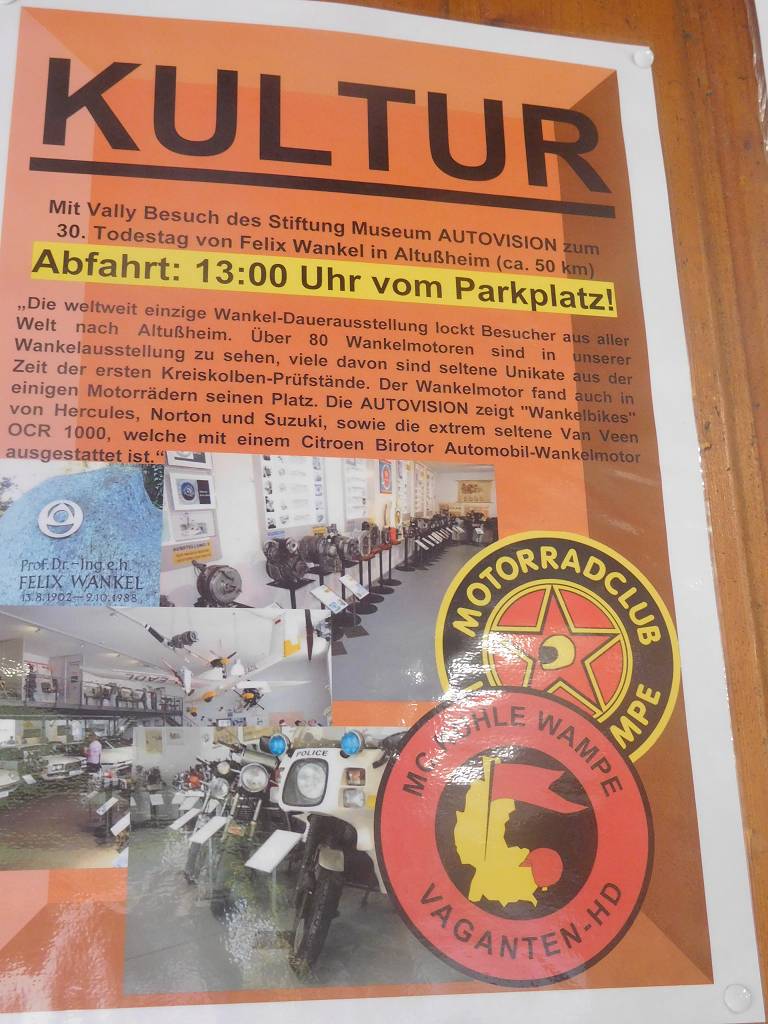 KULTUR
Mit Vally Besuch des Stiftung Museum AUTOVISION zum
30. Todestag von Felix Wankel in Altußheim (ca. 50 km)
Abfahrt: 13:00 Uhr vom Parkplatz!
„Die weltweit einzige Wankel-Dauerausstellung lockt Besucher aus aller
Welt nach Altußheim. Über 80 Wankelmotoren sind in unserer
Wankelausstellung zu sehen, viele davon sind seltene Unikate aus der
Zeit der ersten Kreiskolben-Prüfstände. Der Wankelmotor fand auch in
einigen Motorrädern seinen Platz. Die AUTOVISION zeigt "Wankelbikes"
von Hercules, Norton und Suzuki, sowie die extrem seltene Van Veen
OCR 1000, welche mit einem Citroen Birotor Automobil-Wankelmotor
ausgestattet ist.“
Prof. Dr.-Ing. e.h.
FELIX WANKEL
13.8.1902–9.10.1988
MOTORRADCLUB
MPE
POLICE
MC KUHLE WAMPE
VAGANTEN-HD